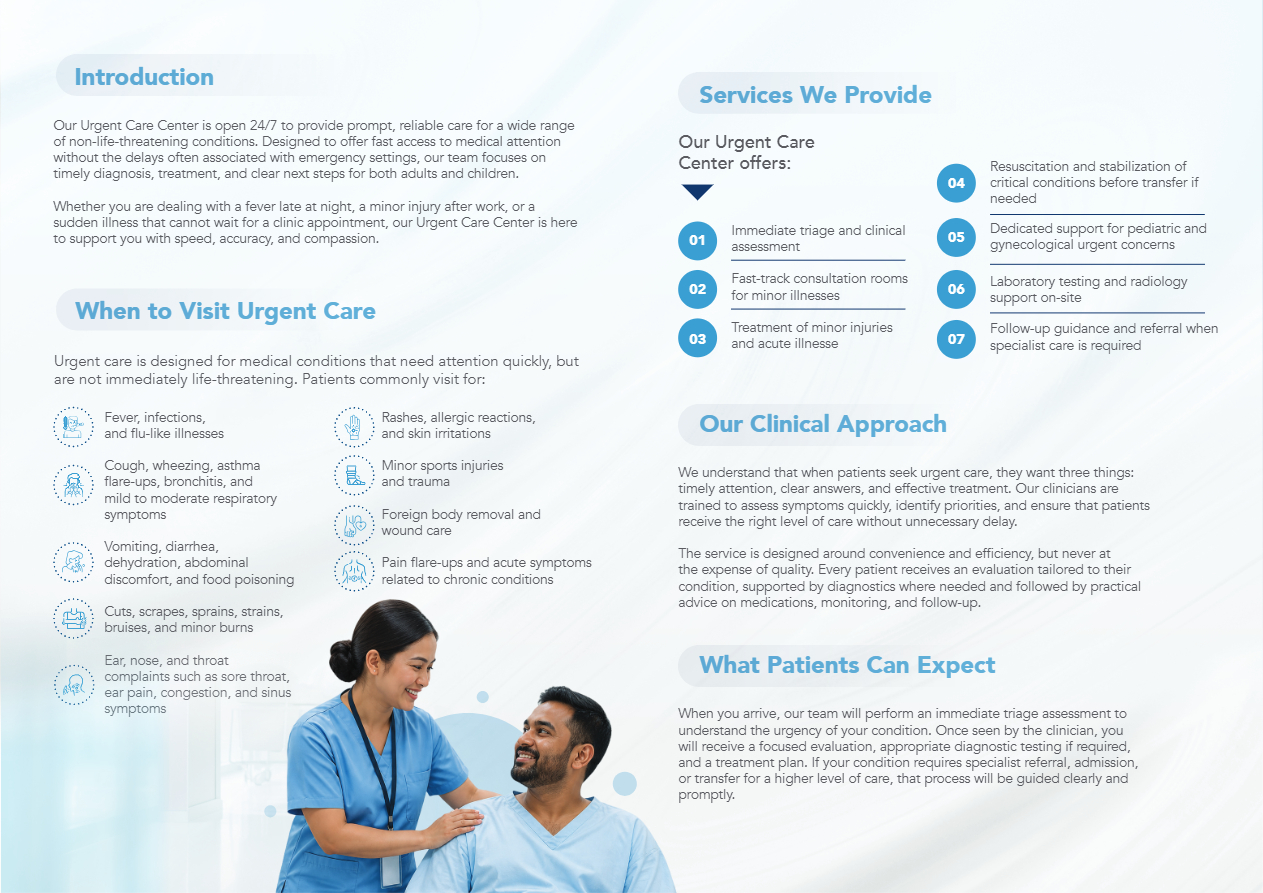 Introduction
Our Urgent Care Center is open 24/7 to provide prompt, reliable care for a wide range
of non-life-threatening conditions. Designed to offer fast access to medical attention
without the delays often associated with emergency settings, our team focuses on
timely diagnosis, treatment, and clear next steps for both adults and children.
Whether you are dealing with a fever late at night, a minor injury after work, or a
sudden illness that cannot wait for a clinic appointment, our Urgent Care Center is here
to support you with speed, accuracy, and compassion.
When to Visit Urgent Care
Urgent care is designed for medical conditions that need attention quickly, but
are not immediately life-threatening. Patients commonly visit for:
Fever, infections,
and flu-like illnesses
Cough, wheezing, asthma
flare-ups, bronchitis, and
mild to moderate respiratory
symptoms
Vomiting, diarrhea,
dehydration, abdominal
discomfort, and food poisoning
Cuts, scrapes, sprains, strains,
bruises, and minor burns
Ear, nose, and throat
complaints such as sore throat,
ear pain, congestion, and sinus
symptoms
Rashes, allergic reactions,
and skin irritations
Minor sports injuries
and trauma
Foreign body removal and
wound care
Pain flare-ups and acute symptoms
related to chronic conditions
Services We Provide
Our Urgent Care
Center offers:
01
Immediate triage and clinical
assessment
02
Fast-track consultation rooms
for minor illnesses
03
Treatment of minor injuries
and acute illnesse
04
Resuscitation and stabilization of
critical conditions before transfer if
needed
05
Dedicated support for pediatric and
gynecological urgent concerns
06
Laboratory testing and radiology
support on-site
07
Follow-up guidance and referral when
specialist care is required
Our Clinical Approach
We understand that when patients seek urgent care, they want three things:
timely attention, clear answers, and effective treatment. Our clinicians are
trained to assess symptoms quickly, identify priorities, and ensure that patients
receive the right level of care without unnecessary delay.
The service is designed around convenience and efficiency, but never at
the expense of quality. Every patient receives an evaluation tailored to their
condition, supported by diagnostics where needed and followed by practical
advice on medications, monitoring, and follow-up.
What Patients Can Expect
When you arrive, our team will perform an immediate triage assessment to
understand the urgency of your condition. Once seen by the clinician, you
will receive a focused evaluation, appropriate diagnostic testing if required,
and a treatment plan. If your condition requires specialist referral, admission,
or transfer for a higher level of care, that process will be guided clearly and
promptly.